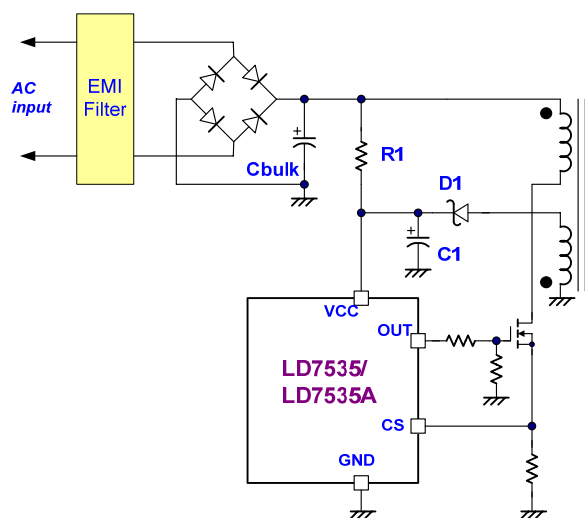 AC
input
EMI
Filter
+
Cbulk
R1
D1
+
C1
VCC
OUT
LD7535/
LD7535A
CS
GND